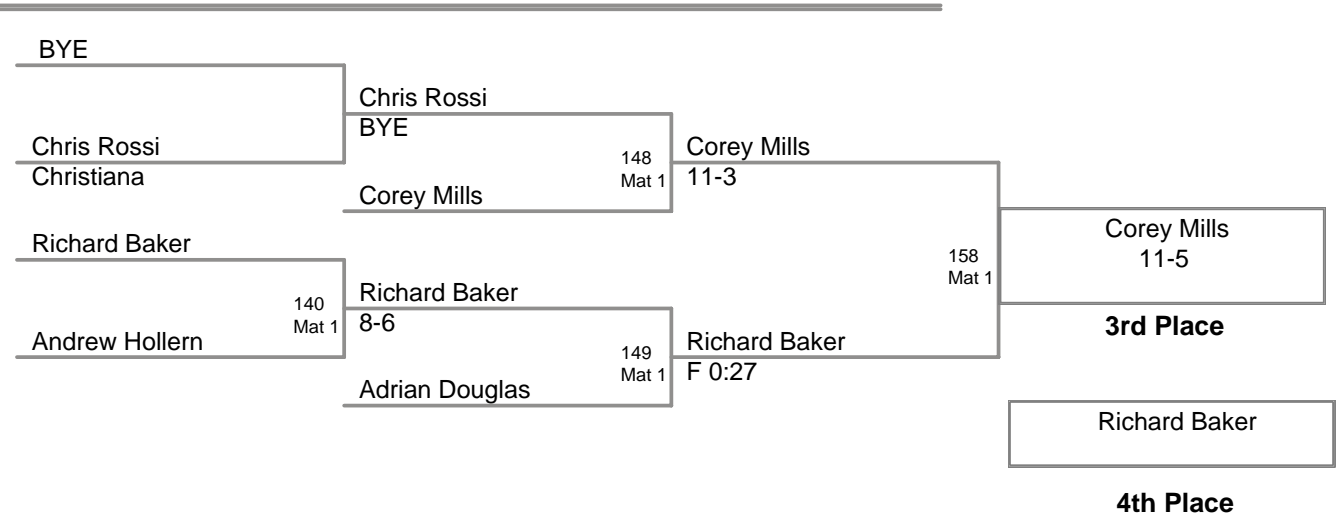 BYE
Chris Rossi
BYE
Chris Rossi
Christiana
148
Mat 1
Corey Mills
11-3
Corey Mills
Richard Baker
158
Mat 1
Corey Mills
11-5
140
Mat 1
Richard Baker
8-6
3rd Place
Andrew Hollern
149
Mat 1
Richard Baker
F 0:27
Adrian Douglas
Richard Baker
4th Place